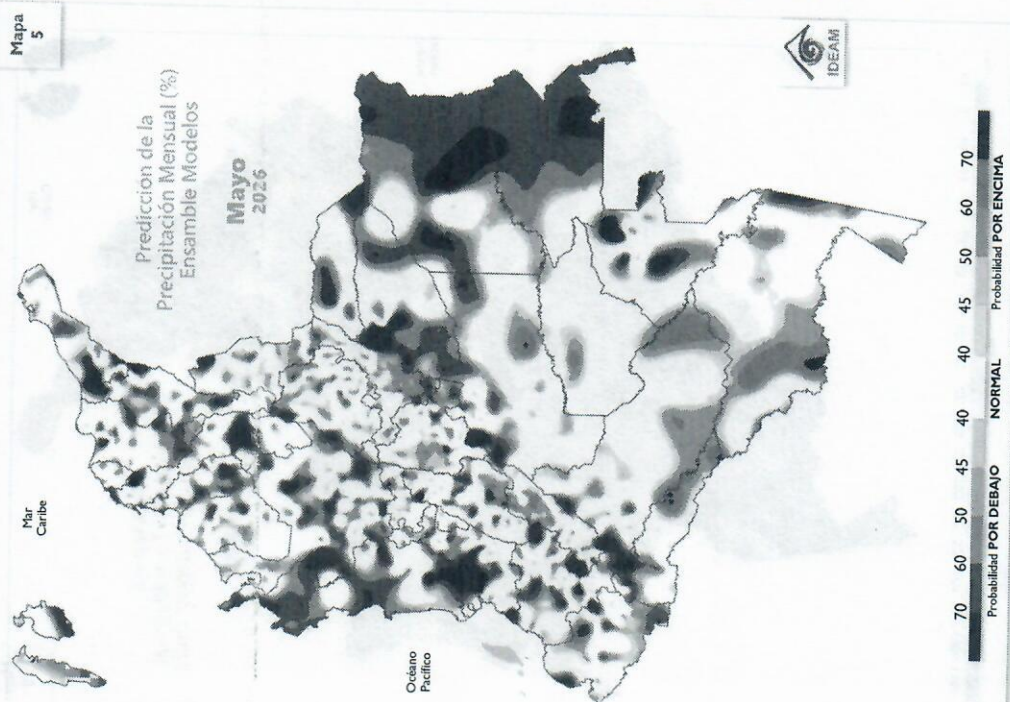 Mapa
5
Predicción de la
Precipitación Mensual (%)
Ensamble Modelos
Mayo
2026
Mar
Caribe
Océano
Pacífico
IDEAM
70 60 50 45 40 40 45 50 60 70
Probabilidad POR DEBAJO NORMAL Probabilidad POR ENCIMA